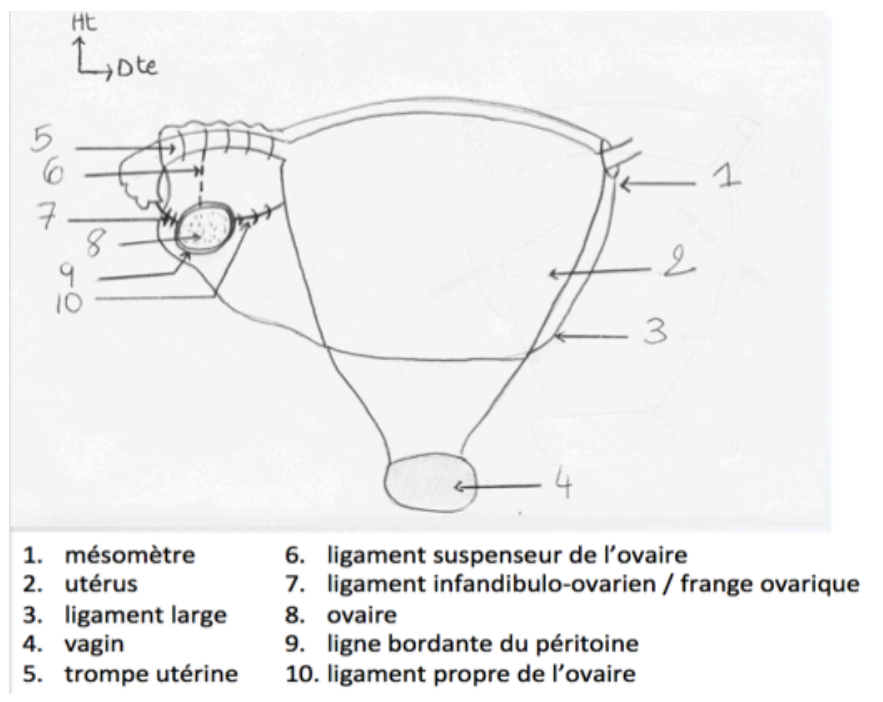 Ht
Dte
5
6
7
8
9
10
1
2
3
4
1. mésomètre
2. utérus
3. ligament large
4. vagin
5. trompe utérine
6. ligament suspenseur de l'ovaire
7. ligament infandibulo-ovarien / frange ovarique
8. ovaire
9. ligne bordante du péritoine
10. ligament propre de l'ovaire